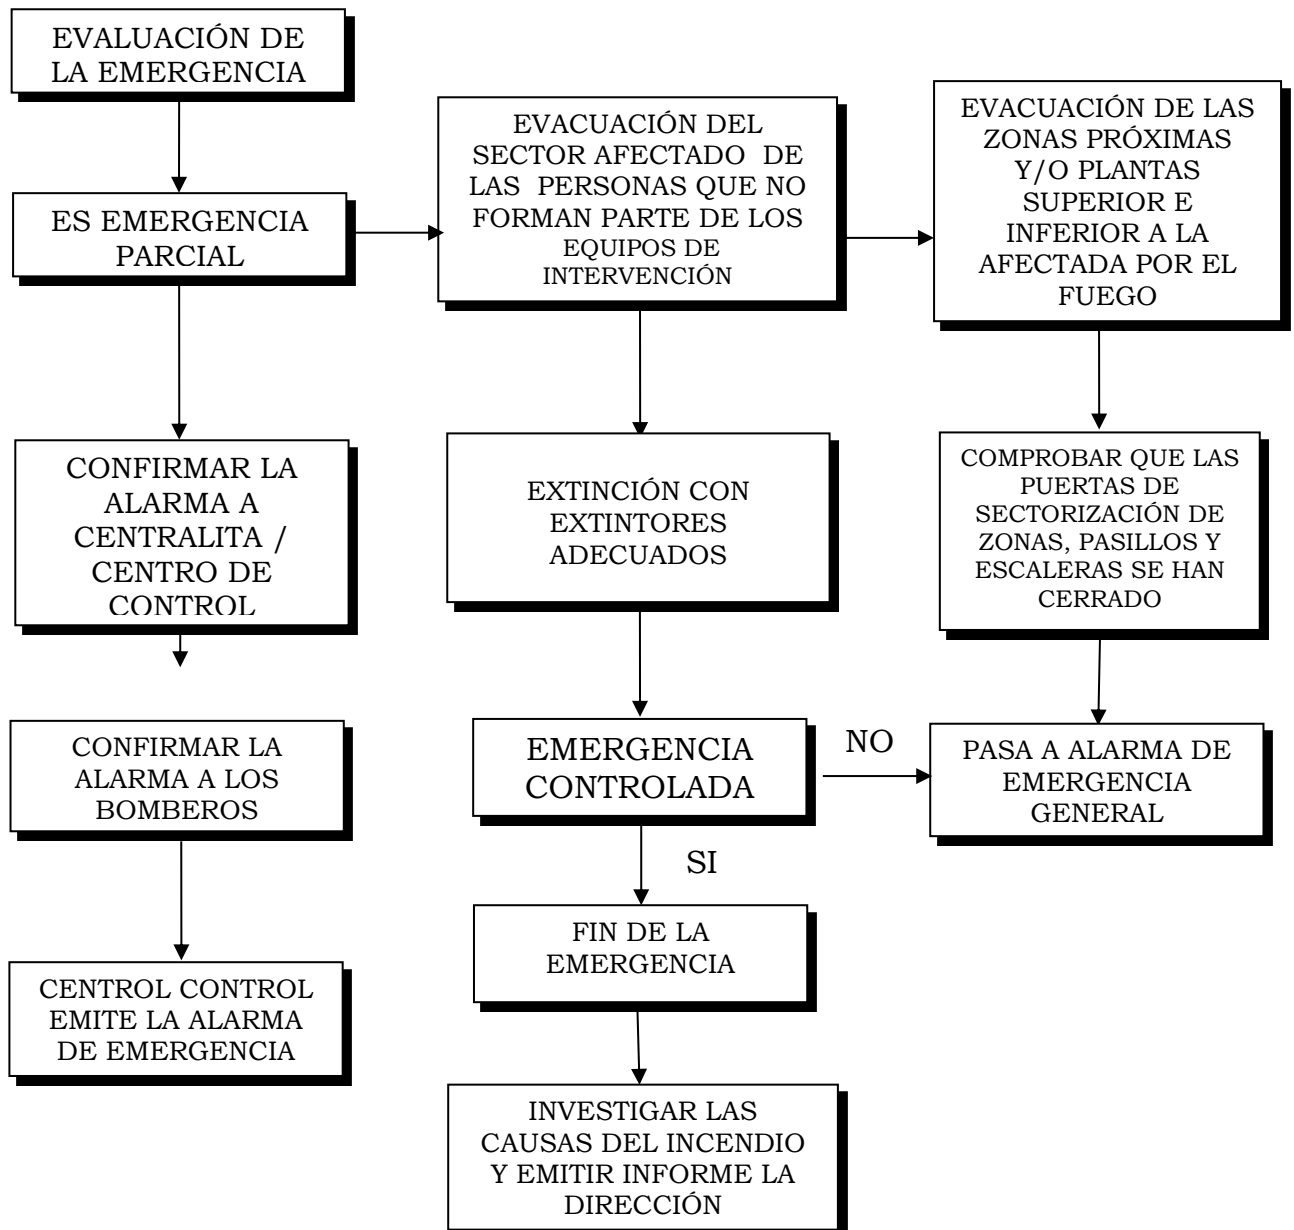 EVALUACIÓN DE
LA EMERGENCIA
ES EMERGENCIA
PARCIAL
CONFIRMAR LA
ALARMA A
CENTRALITA /
CENTRO DE
CONTROL
CONFIRMAR LA
ALARMA A LOS
BOMBEROS
CENTROL CONTROL
EMITE LA ALARMA
DE EMERGENCIA
EVACUACIÓN DEL
SECTOR AFECTADO DE
LAS PERSONAS QUE NO
FORMAN PARTE DE LOS
EQUIPOS DE
INTERVENCIÓN
EXTINCIÓN CON
EXTINTORES
ADECUADOS
EMERGENCIA
CONTROLADA
NO
SI
FIN DE LA
EMERGENCIA
INVESTIGAR LAS
CAUSAS DEL INCENDIO
Y EMITIR INFORME LA
DIRECCIÓN
EVACUACIÓN DE LAS
ZONAS PRÓXIMAS
Y/O PLANTAS
SUPERIOR E
INFERIOR A LA
AFECTADA POR EL
FUEGO
COMPROBAR QUE LAS
PUERTAS DE
SECTORIZACIÓN DE
ZONAS, PASILLOS Y
ESCALERAS SE HAN
CERRADO
PASA A ALARMA DE
EMERGENCIA
GENERAL